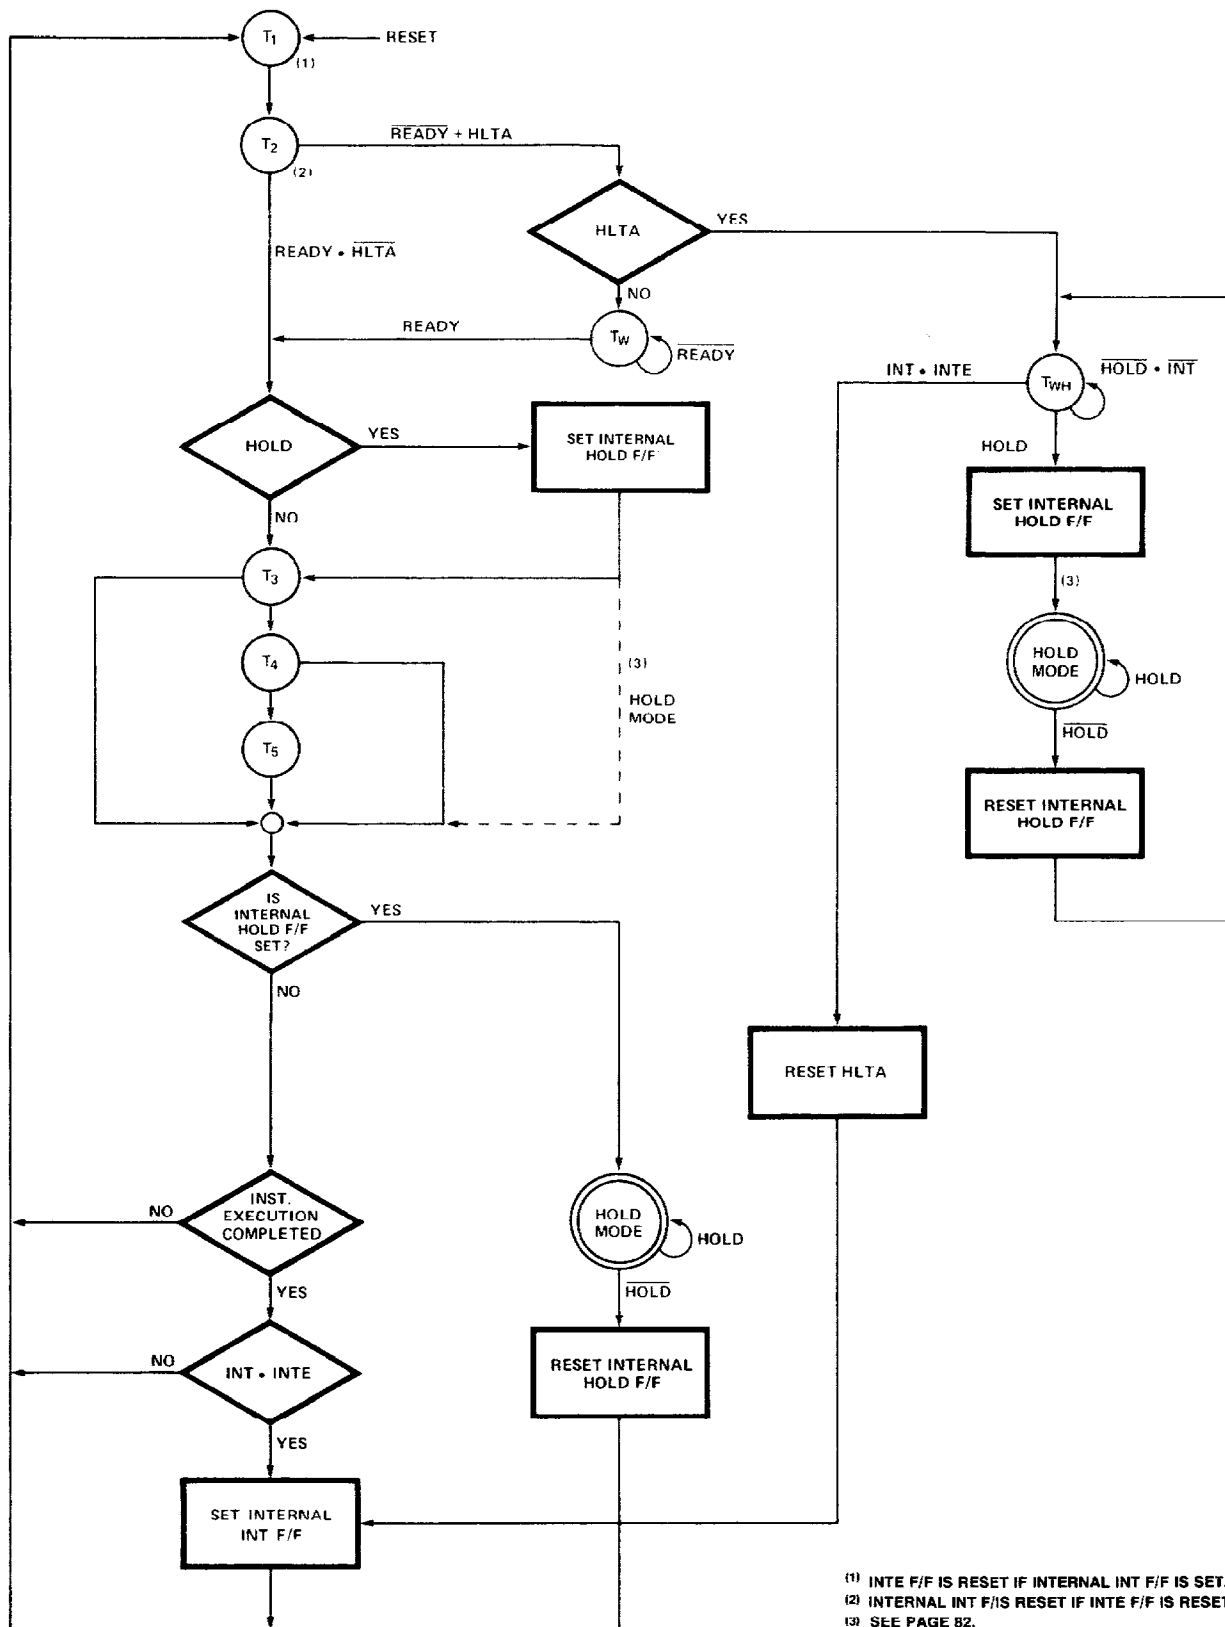 T1
RESET
(1)
T2
(2)
READY + HLTA
HLTA
YES
NO
READY • HLTA
READY
TW
READY
INT • INTE
TWH
HOLD • INT
HOLD
YES
NO
SET INTERNAL
HOLD F/F
HOLD
SET INTERNAL
HOLD F/F
(3)
T3
T4
T5
(3)
HOLD
MODE
HOLD
MODE
HOLD
HOLD
RESET INTERNAL
HOLD F/F
IS
INTERNAL
HOLD F/F
SET?
YES
NO
RESET HLTA
INST.
EXECUTION
COMPLETED
NO
YES
HOLD
MODE
HOLD
HOLD
INT • INTE
NO
YES
RESET INTERNAL
HOLD F/F
SET INTERNAL
INT F/F
(1) INTE F/F IS RESET IF INTERNAL INT F/F IS SET.
(2) INTERNAL INT F/IS RESET IF INTE F/F IS RESET
(3) SEE PAGE 82.